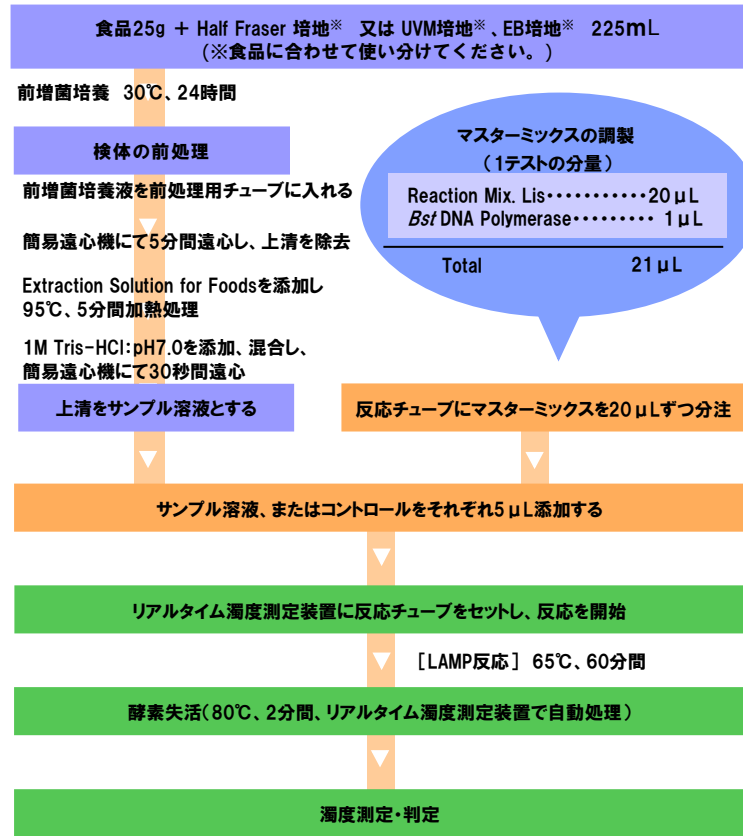 食品25g + Half Fraser 培地※ 又は UVM培地※、EB培地※ 225mL
(※食品に合わせて使い分けてください。)
前増菌培養 30℃、24時間
検体の前処理
前増菌培養液を前処理用チューブに入れる
簡易遠心機にて5分間遠心し、上清を除去
Extraction Solution for Foodsを添加し
95℃、5分間加熱処理
1M Tris-HCl:pH7.0を添加、混合し、
簡易遠心機にて30秒間遠心
上清をサンプル溶液とする
マスターミックスの調製
(1テストの分量)
Reaction Mix. Lis・・・・・・・・・・・20μL
Bst DNA Polymerase・・・・・・・・・ 1μL
Total 21μL
反応チューブにマスターミックスを20μLずつ分注
サンプル溶液、またはコントロールをそれぞれ5μL添加する
リアルタイム濁度測定装置に反応チューブをセットし、反応を開始
[LAMP反応] 65℃、60分間
酵素失活(80℃、2分間、リアルタイム濁度測定装置で自動処理)
濁度測定・判定